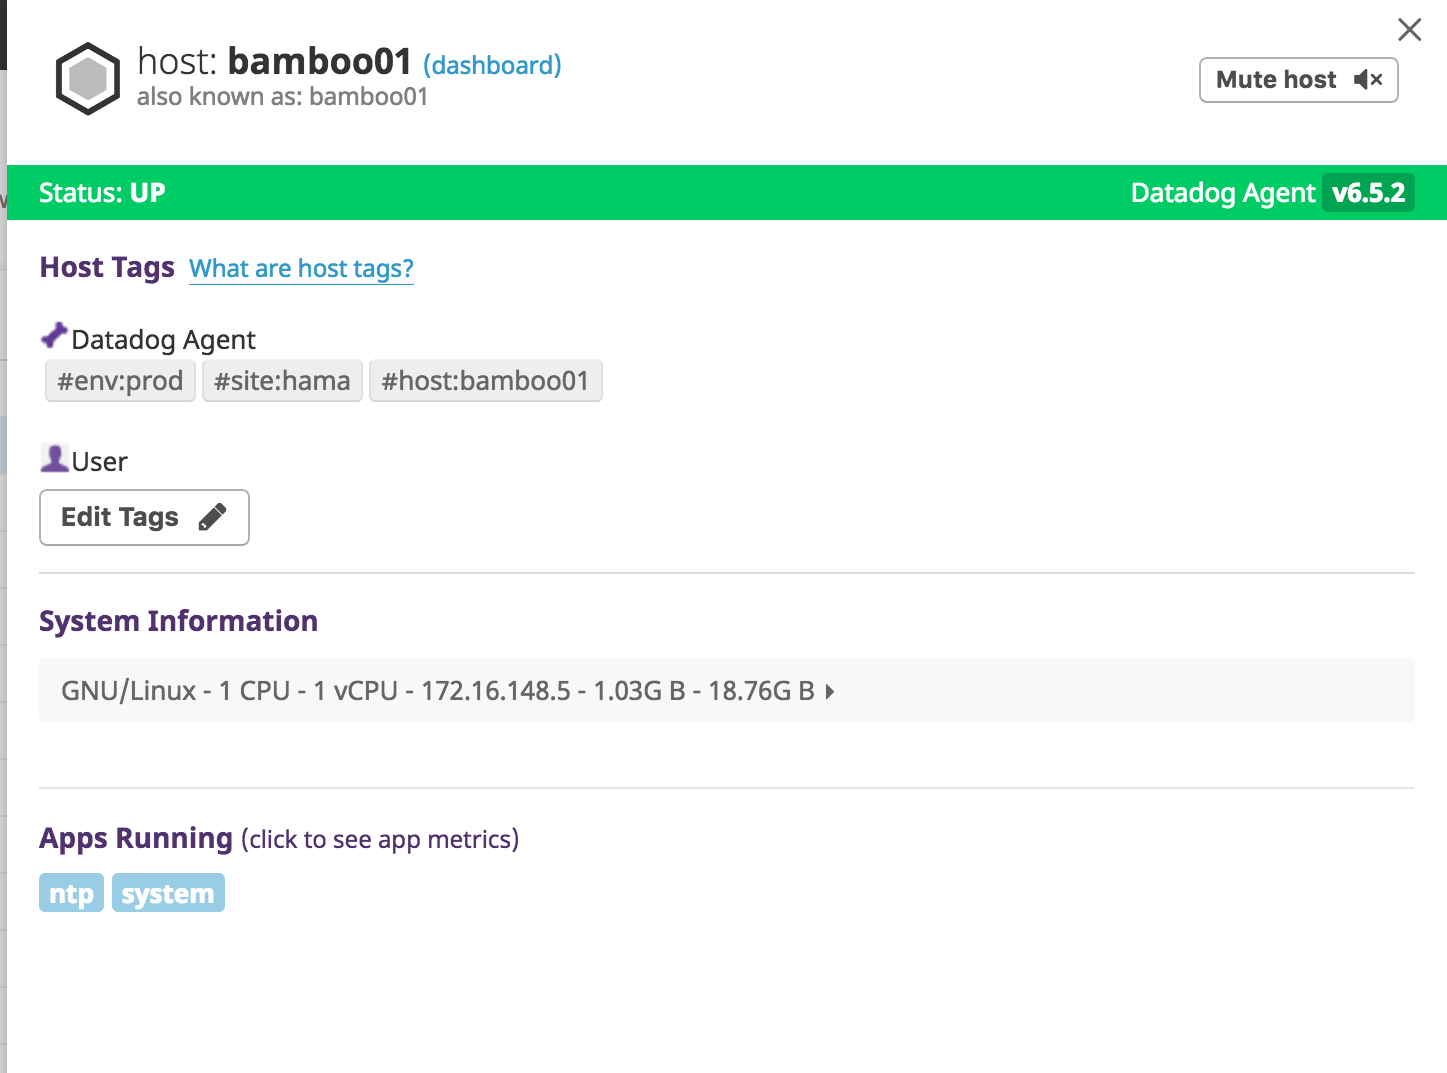 host: bamboo01 (dashboard)
also known as: bamboo01
Mute host
Status: UP
Datadog Agent v6.5.2
Host Tags What are host tags?
Datadog Agent
#env:prod #site:hama #host:bamboo01
User
Edit Tags
System Information
GNU/Linux - 1 CPU - 1 vCPU - 172.16.148.5 - 1.03G B - 18.76G B
Apps Running (click to see app metrics)
ntp system